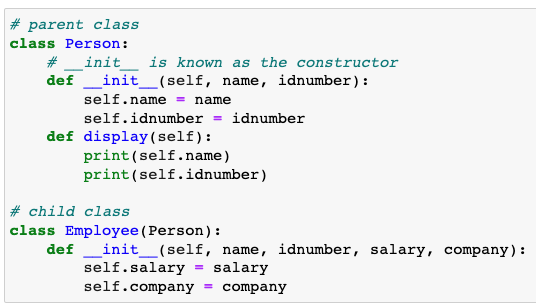 # parent class
class Person:
    # __init__ is known as the constructor
    def __init__(self, name, idnumber):
        self.name = name
        self.idnumber = idnumber
    def display(self):
        print(self.name)
        print(self.idnumber)

# child class
class Employee(Person):
    def __init__(self, name, idnumber, salary, company):
        self.salary = salary
        self.company = company